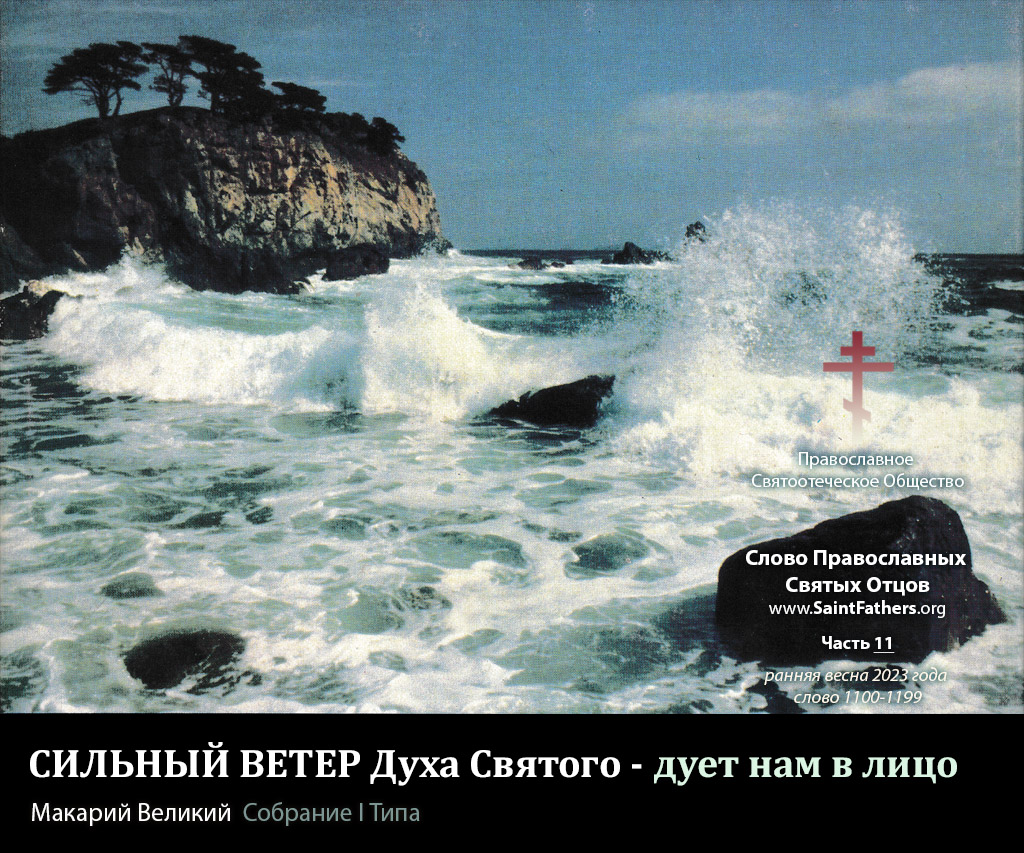 Православное
Святоотеческое Общество
Слово Православных
Святых Отцов
www.SaintFathers.org
Часть 11
ранняя весна 2023 года
слово 1100-1199
СИЛЬНЫЙ ВЕТЕР Духа Святого - дует нам в лицо
Макарий Великий Собрание I Типа